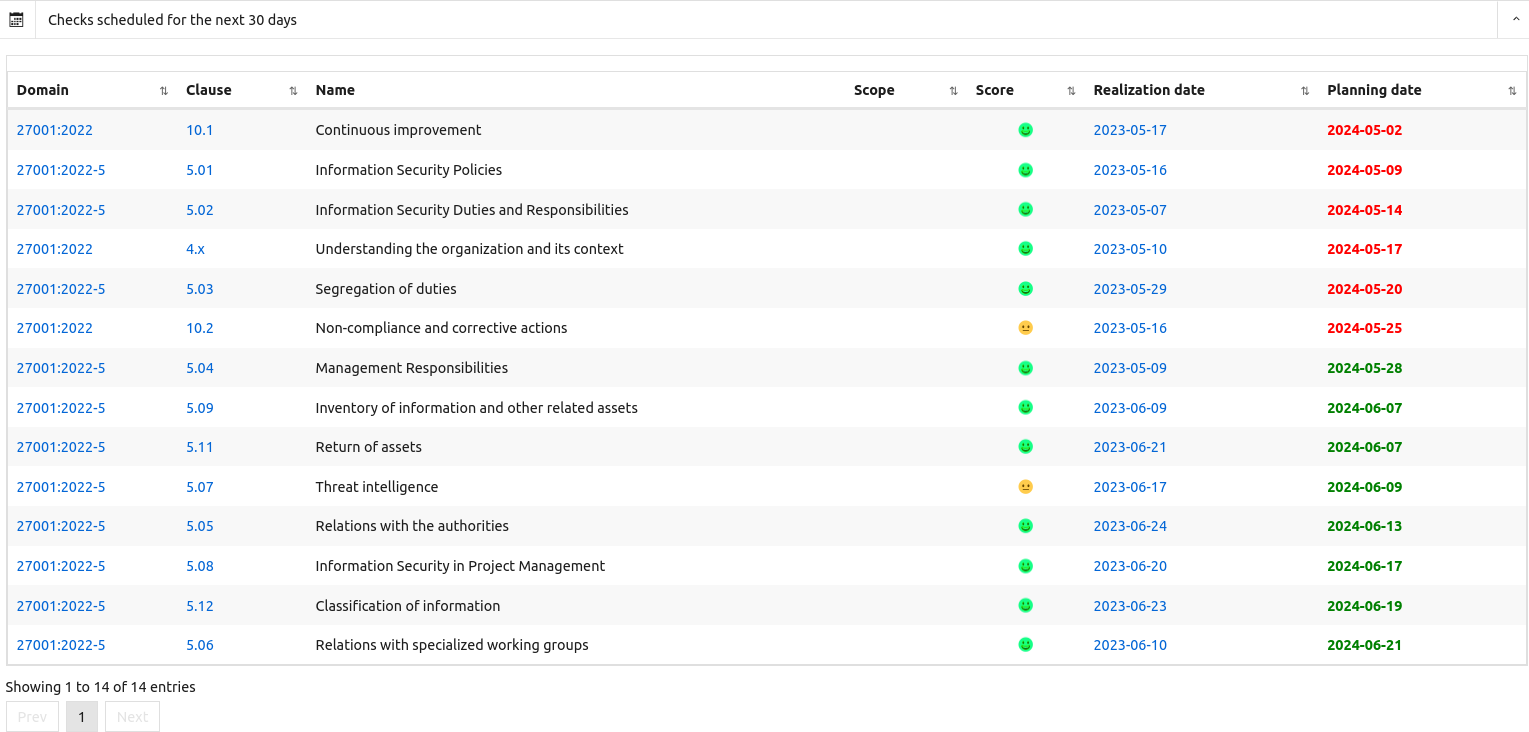 Checks scheduled for the next 30 days
Domain Clause Name Scope Score Realization date Planning date
27001:2022 10.1 Continuous improvement 2023-05-17 2024-05-02
27001:2022-5 5.01 Information Security Policies 2023-05-16 2024-05-09
27001:2022-5 5.02 Information Security Duties and Responsibilities 2023-05-07 2024-05-14
27001:2022 4.x Understanding the organization and its context 2023-05-10 2024-05-17
27001:2022-5 5.03 Segregation of duties 2023-05-29 2024-05-20
27001:2022 10.2 Non-compliance and corrective actions 2023-05-16 2024-05-25
27001:2022-5 5.04 Management Responsibilities 2023-05-09 2024-05-28
27001:2022-5 5.09 Inventory of information and other related assets 2023-06-09 2024-06-07
27001:2022-5 5.11 Return of assets 2023-06-21 2024-06-07
27001:2022-5 5.07 Threat intelligence 2023-06-17 2024-06-09
27001:2022-5 5.05 Relations with the authorities 2023-06-24 2024-06-13
27001:2022-5 5.08 Information Security in Project Management 2023-06-20 2024-06-17
27001:2022-5 5.12 Classification of information 2023-06-23 2024-06-19
27001:2022-5 5.06 Relations with specialized working groups 2023-06-10 2024-06-21
Showing 1 to 14 of 14 entries
Prev 1 Next